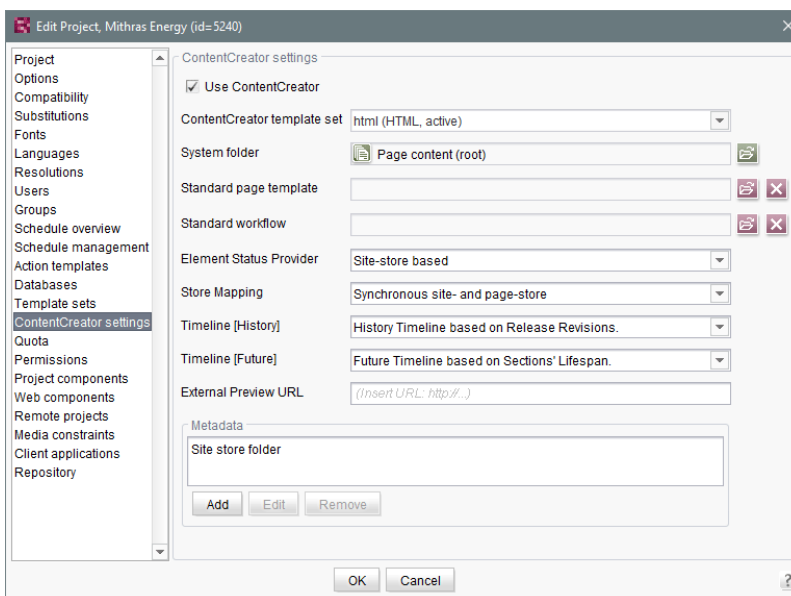 Edit Project, Mithras Energy (id=5240)
Project
Options
Compatibility
Substitutions
Fonts
Languages
Resolutions
Users
Groups
Schedule overview
Schedule management
Action templates
Databases
Template sets
ContentCreator settings
Quota
Permissions
Project components
Web components
Remote projects
Media constraints
Client applications
Repository
ContentCreator settings
Use ContentCreator
ContentCreator template set html (HTML, active)
System folder Page content (root)
Standard page template
Standard workflow
Element Status Provider Site-store based
Store Mapping Synchronous site- and page-store
Timeline [History] History Timeline based on Release Revisions.
Timeline [Future] Future Timeline based on Sections' Lifespan.
External Preview URL (Insert URL: http://...)
Metadata
Site store folder
Add Edit Remove
OK Cancel ?